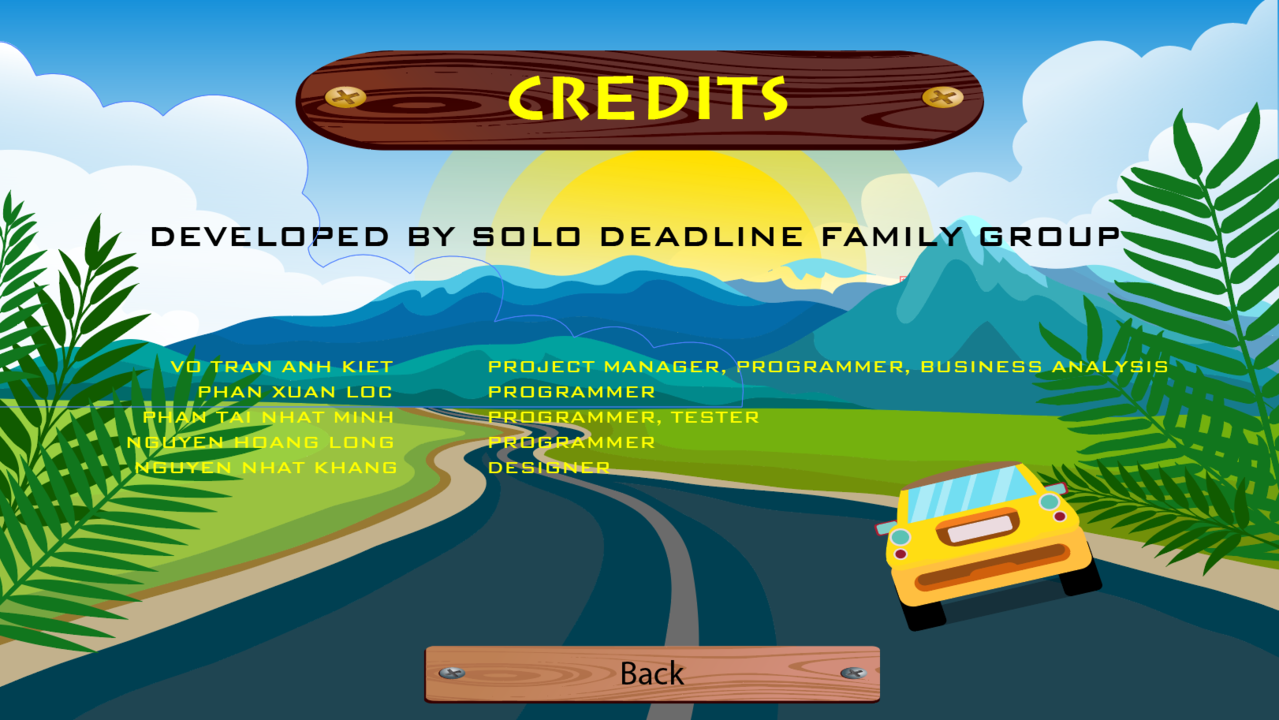 CREDITS
DEVELOPED BY SOLO DEADLINE FAMILY GROUP
VO TRAN ANH KIET PROJECT MANAGER, PROGRAMMER, BUSINESS ANALYSIS
PHAN XUAN LOC PROGRAMMER
PHAN TAI NHAT MINH PROGRAMMER, TESTER
NGUYEN HOANG LONG PROGRAMMER
NGUYEN NHAT KHANG DESIGNER
Back